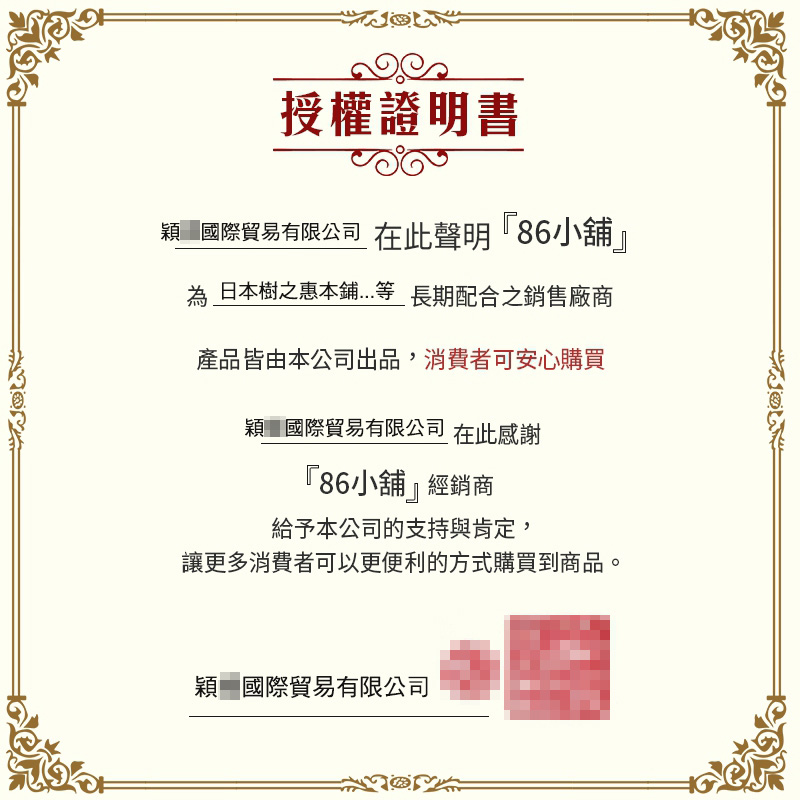 授權證明書
穎國際貿易有限公司 在此聲明『86小舖』
為 日本樹之惠本鋪...等 長期配合之銷售廠商
產品皆由本公司出品，消費者可安心購買
穎國際貿易有限公司 在此感謝
『86小舖』經銷商
給予本公司的支持與肯定，
讓更多消費者可以更便利的方式購買到商品。
穎國際貿易有限公司